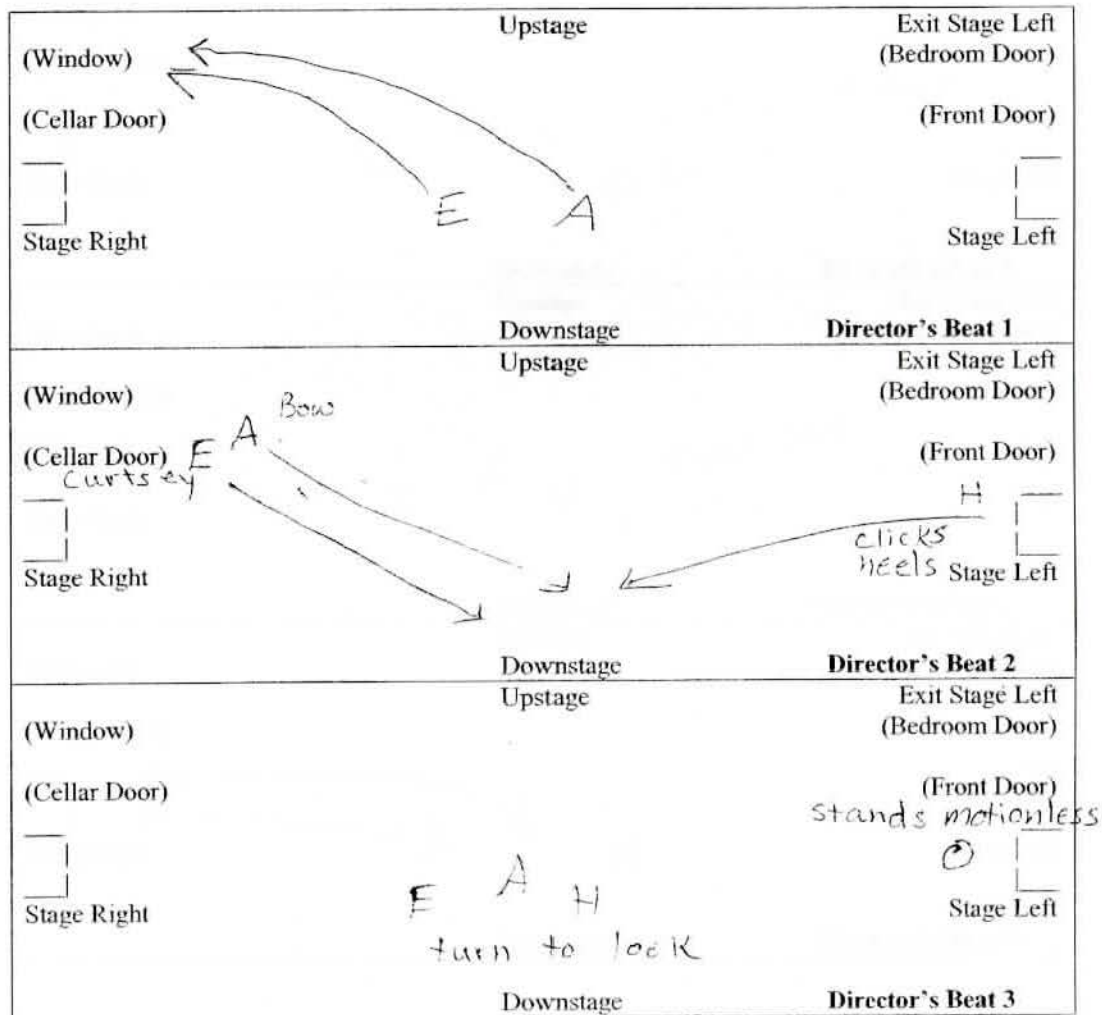 Upstage
Exit Stage Left
(Window)
(Bedroom Door)
(Cellar Door)
(Front Door)
E A
Stage Right
Stage Left
Downstage
Director's Beat 1
Upstage
Exit Stage Left
(Window)
(Bedroom Door)
A Bow
(Cellar Door) E
(Front Door)
Curtsey
H
clicks
heels
Stage Right
Stage Left
Downstage
Director's Beat 2
Upstage
Exit Stage Left
(Window)
(Bedroom Door)
(Cellar Door)
(Front Door)
stands motionless
O
E A H
Stage Right
Stage Left
turn to look
Downstage
Director's Beat 3